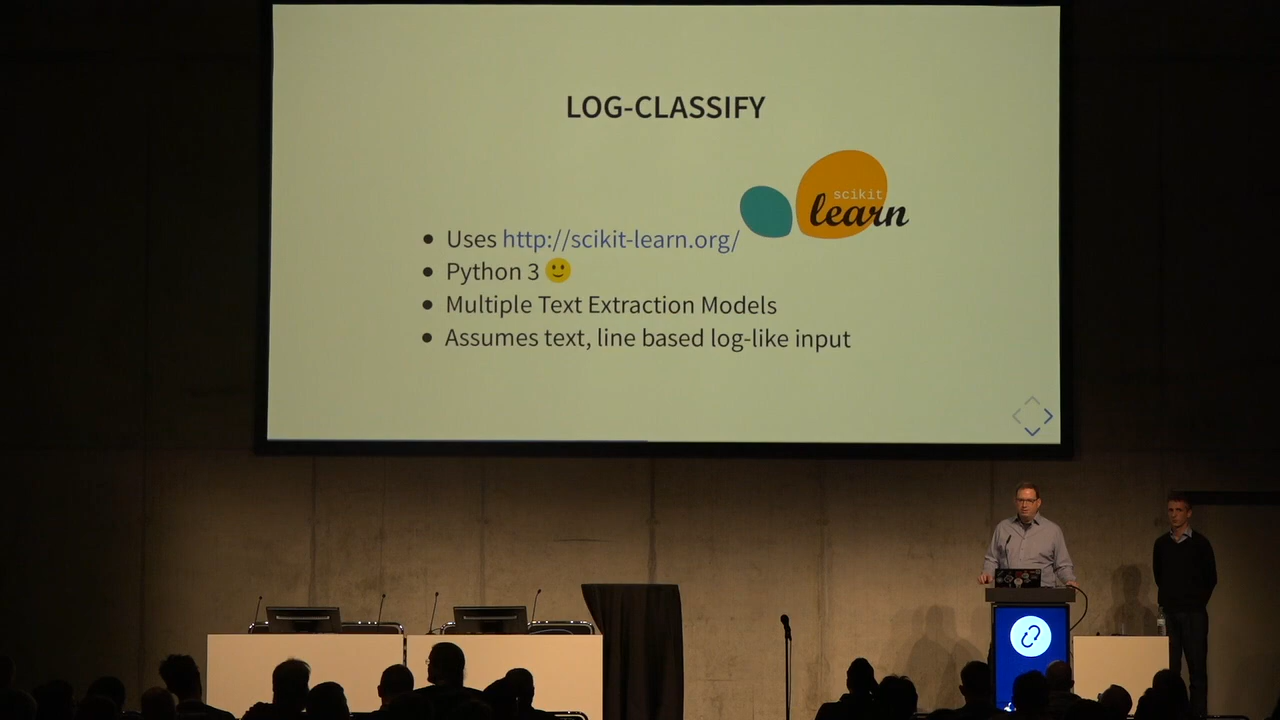 LOG-CLASSIFY
scikit
learn
Uses http://scikit-learn.org/
Python 3 🙂
Multiple Text Extraction Models
Assumes text, line based log-like input